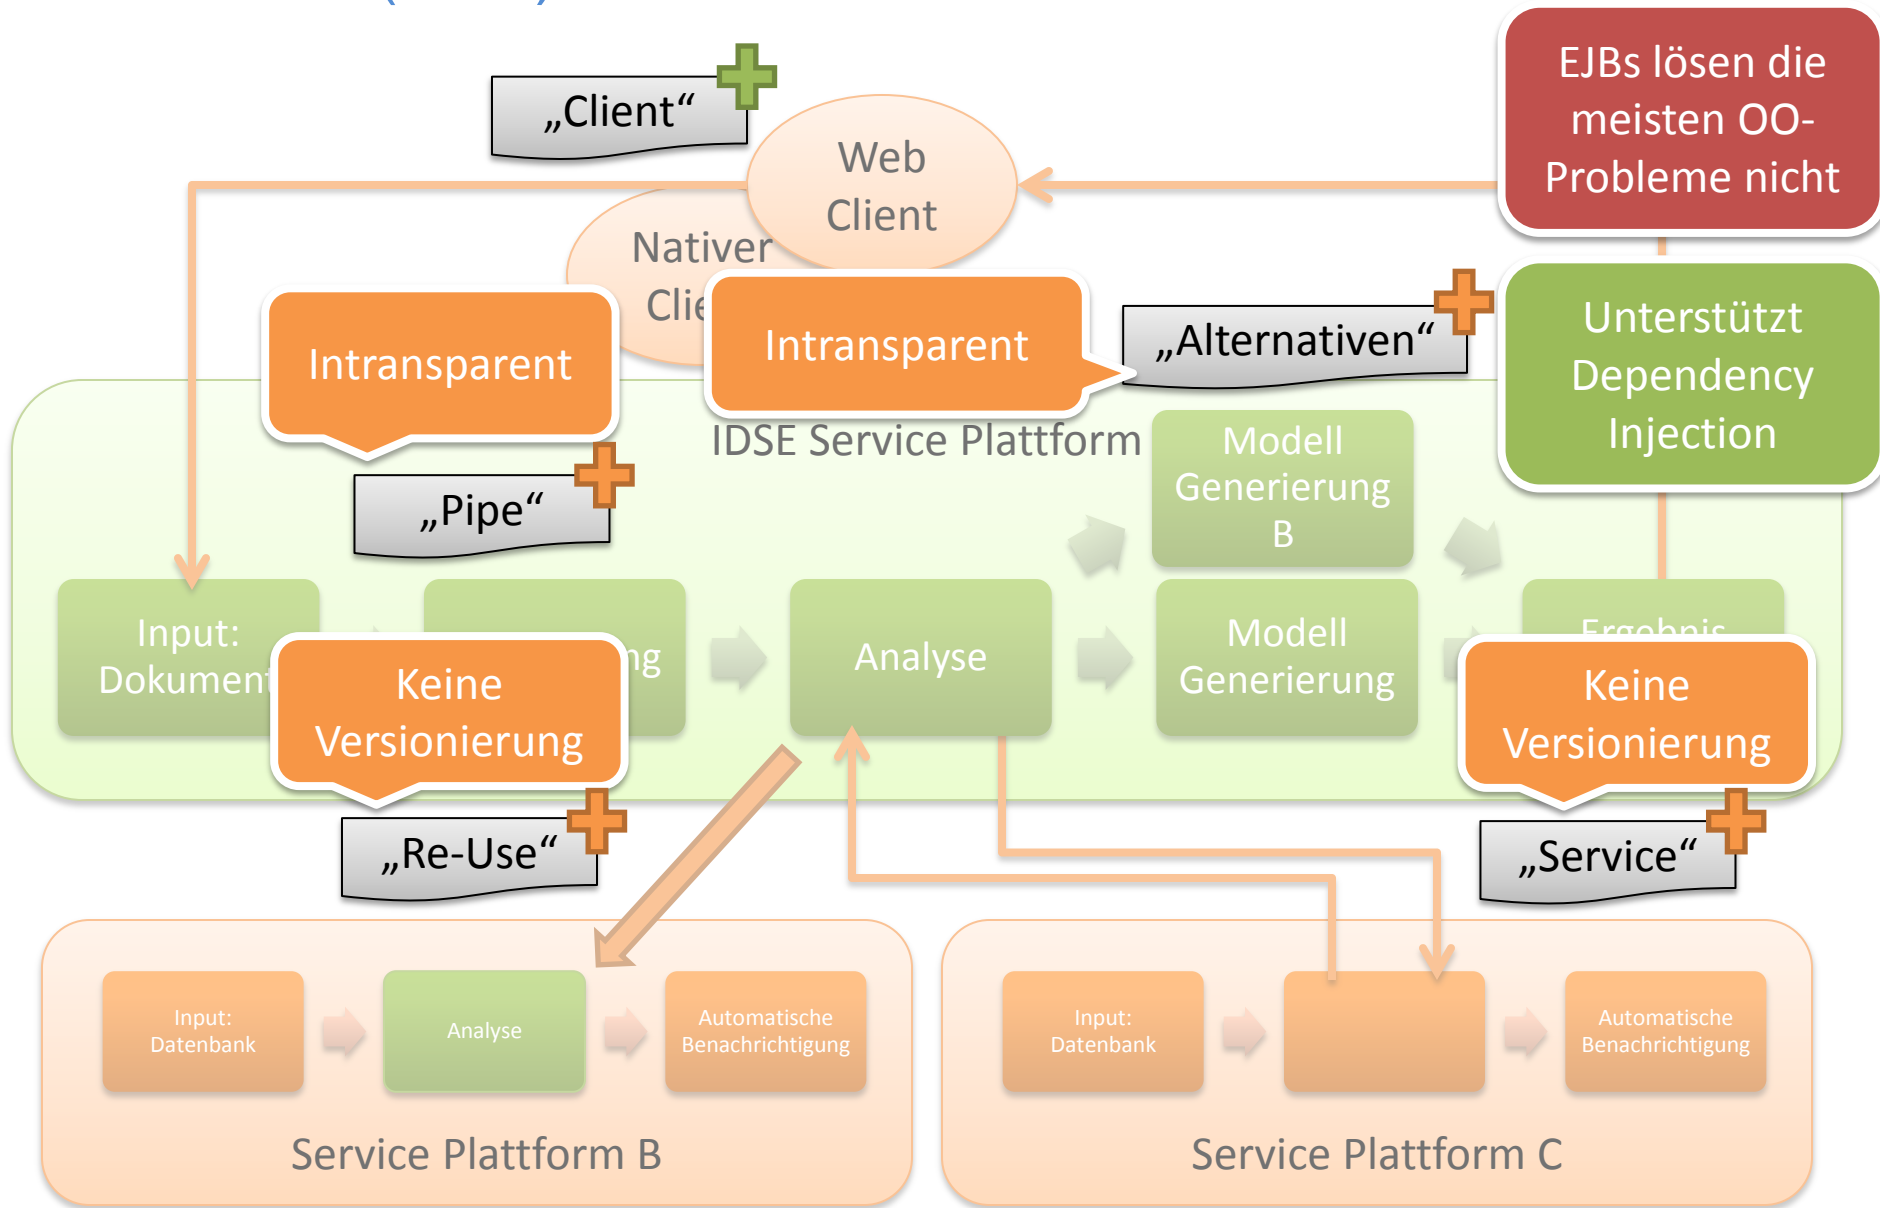 „Client“
EJBs lösen die
meisten OO-
Probleme nicht
Web
Client
Nativer
Intransparent
Intransparent
„Alternativen“
Unterstützt
Dependency
Injection
IDSE Service Plattform
„Pipe“
Modell
Generierung
B
Input:
Dokument
Analyse
Modell
Generierung
Ergebnis
Keine
Versionierung
Keine
Versionierung
„Re-Use“
„Service“
Input:
Datenbank
Analyse
Automatische
Benachrichtigung
Service Plattform B
Input:
Datenbank
Automatische
Benachrichtigung
Service Plattform C